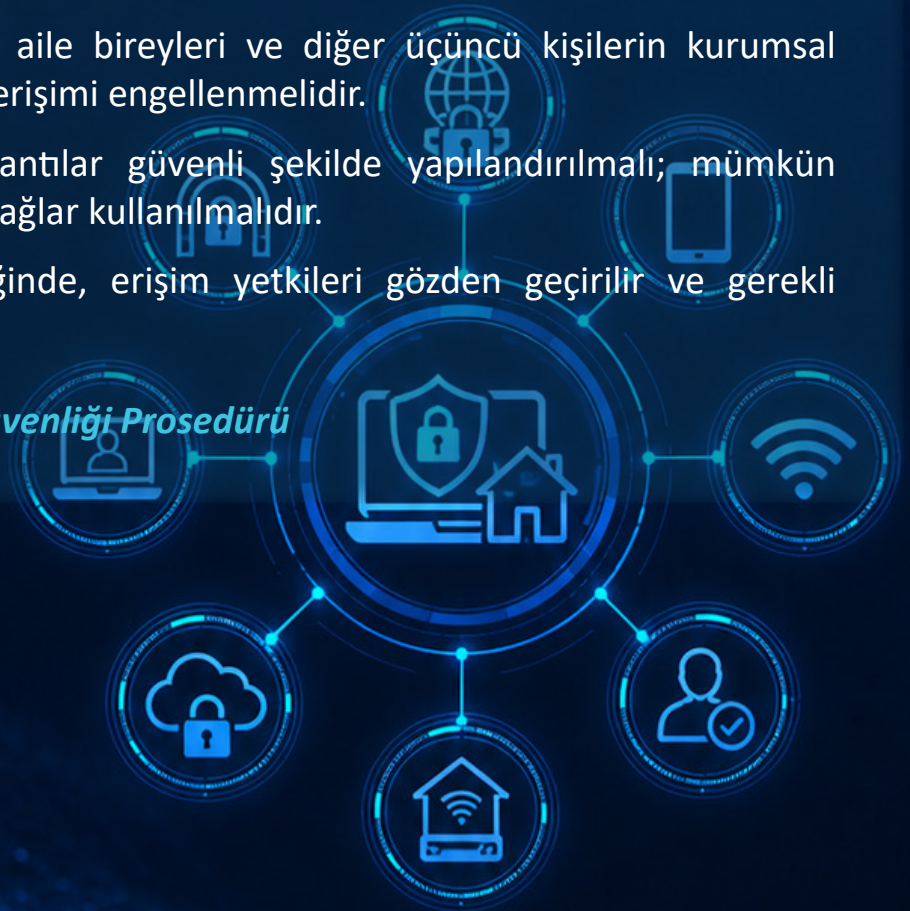 aile bireyleri ve diğer üçüncü kişilerin kurumsal
erişimi engellenmelidir.
antılar güvenli şekilde yapılandırılmalı; mümkün
ağlar kullanılmalıdır.
ğinde, erişim yetkileri gözden geçirilir ve gerekli
venliği Prosedürü